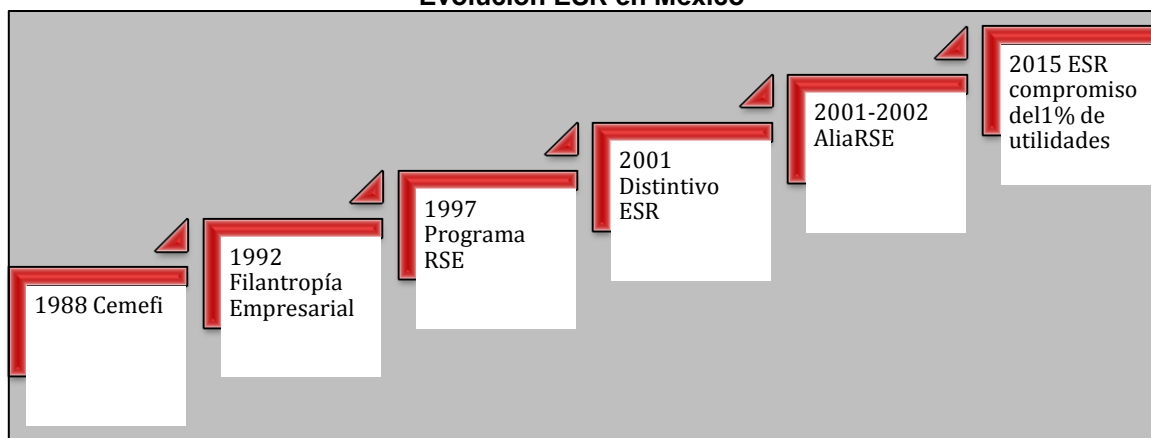 Evolución ESR en México
1988 Cemefi
1992
Filantropía
Empresarial
1997
Programa
RSE
2001
Distintivo
ESR
2001-2002
AliaRSE
2015 ESR
compromiso
del1% de
utilidades